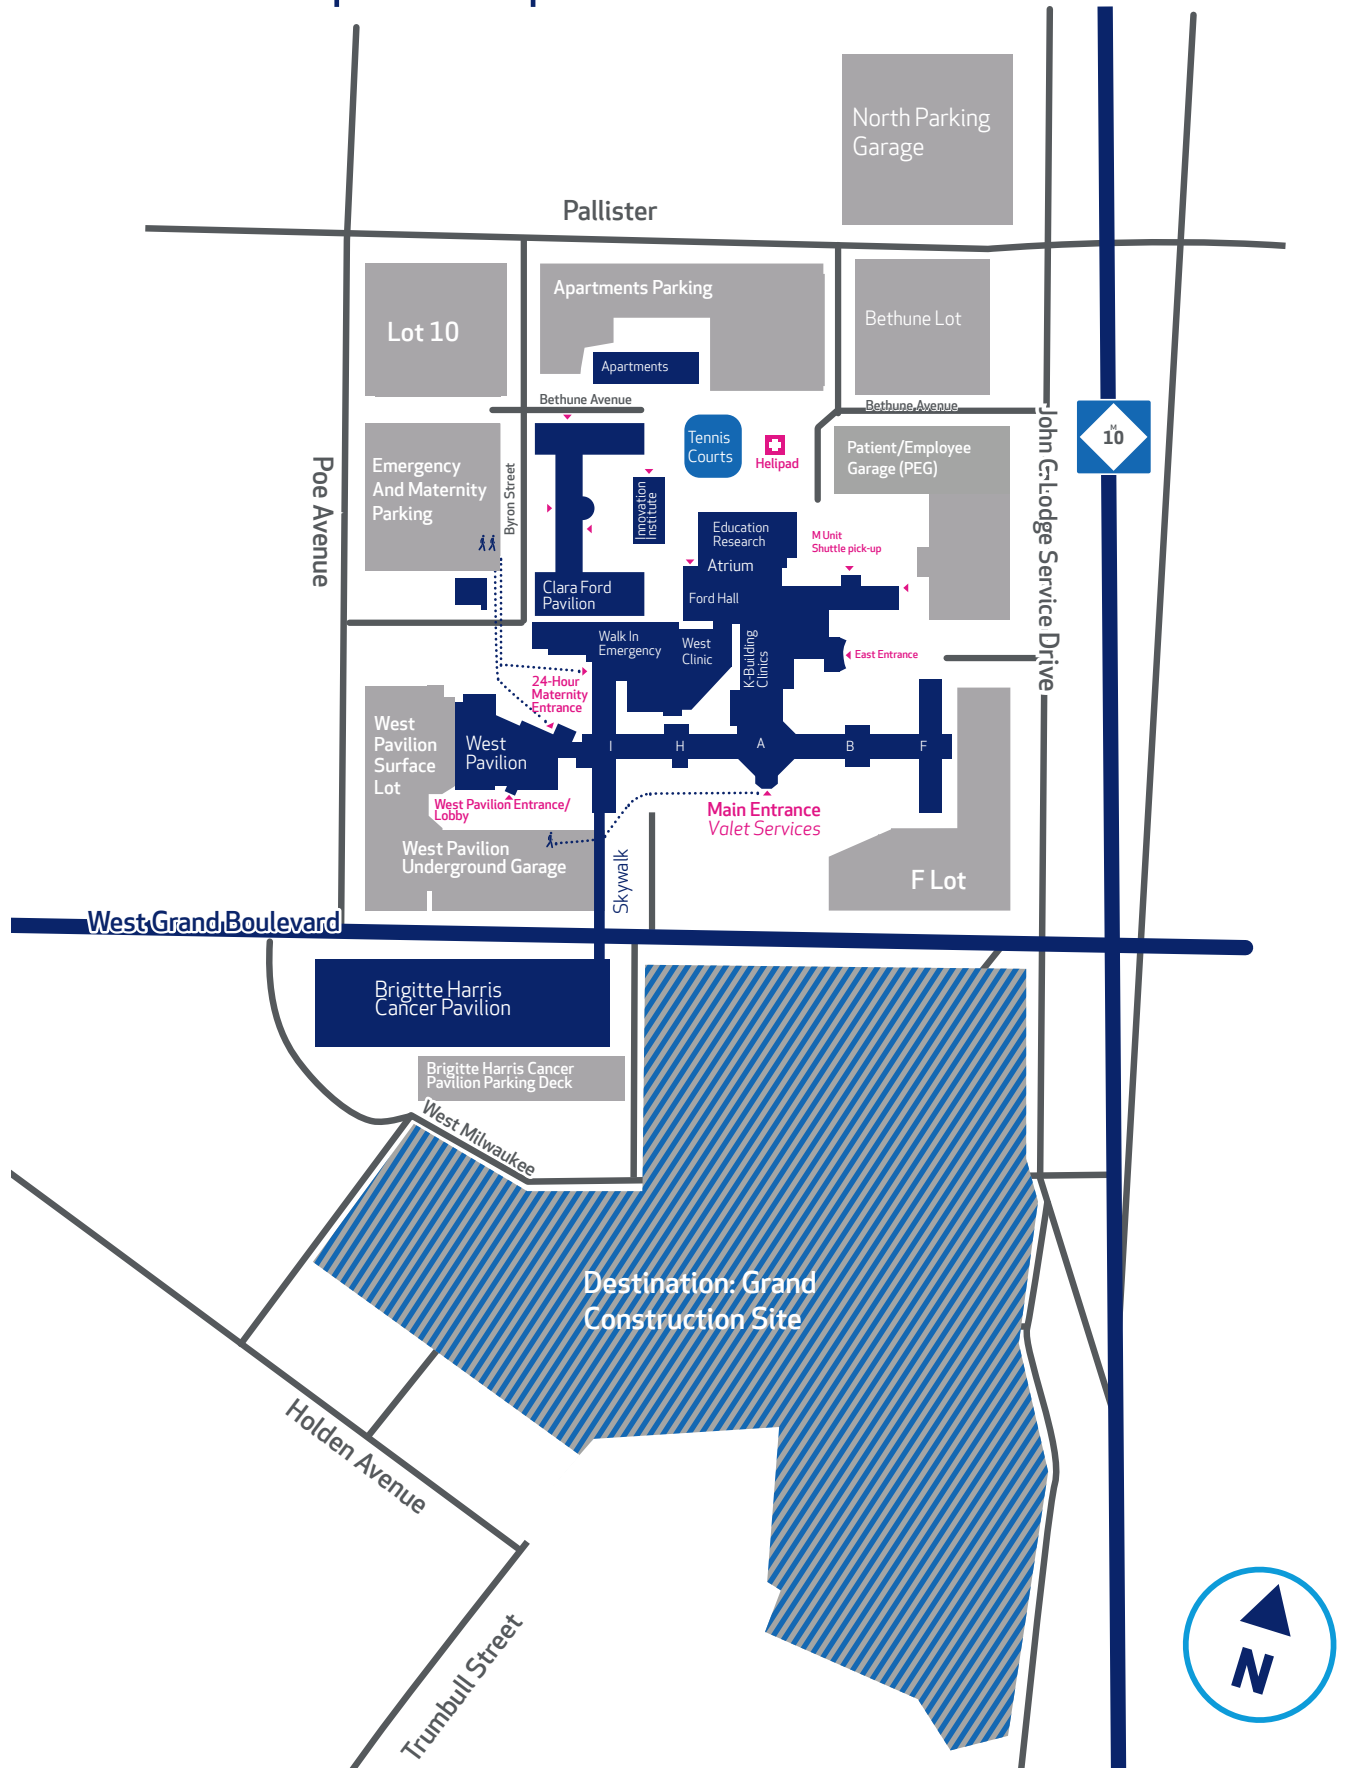 North Parking
Garage
Pallister
Lot 10
Apartments Parking
Apartments
Bethune Lot
Bethune Avenue
Bethune Avenue
Tennis
Courts
Helipad
M
10
Poe Avenue
Emergency
And Maternity
Parking
Byron Street
Innovation
Institute
Patient/Employee
Garage (PEG)
John C. Lodge Service Drive
Education
Research
Atrium
Ford Hall
M Unit
Shuttle pick-up
Clara Ford
Pavilion
Walk In
Emergency
West
Clinic
K-Building
Clinics
East Entrance
24-Hour
Maternity
Entrance
West
Pavilion
Surface
Lot
West
Pavilion
I
H
A
B
F
West Pavilion Entrance/
Lobby
Main Entrance
Valet Services
West Pavilion
Underground Garage
Skywalk
F Lot
West Grand Boulevard
Brigitte Harris
Cancer Pavilion
Brigitte Harris Cancer
Pavilion Parking Deck
West Milwaukee
Destination: Grand
Construction Site
Holden Avenue
Trumbull Street
N